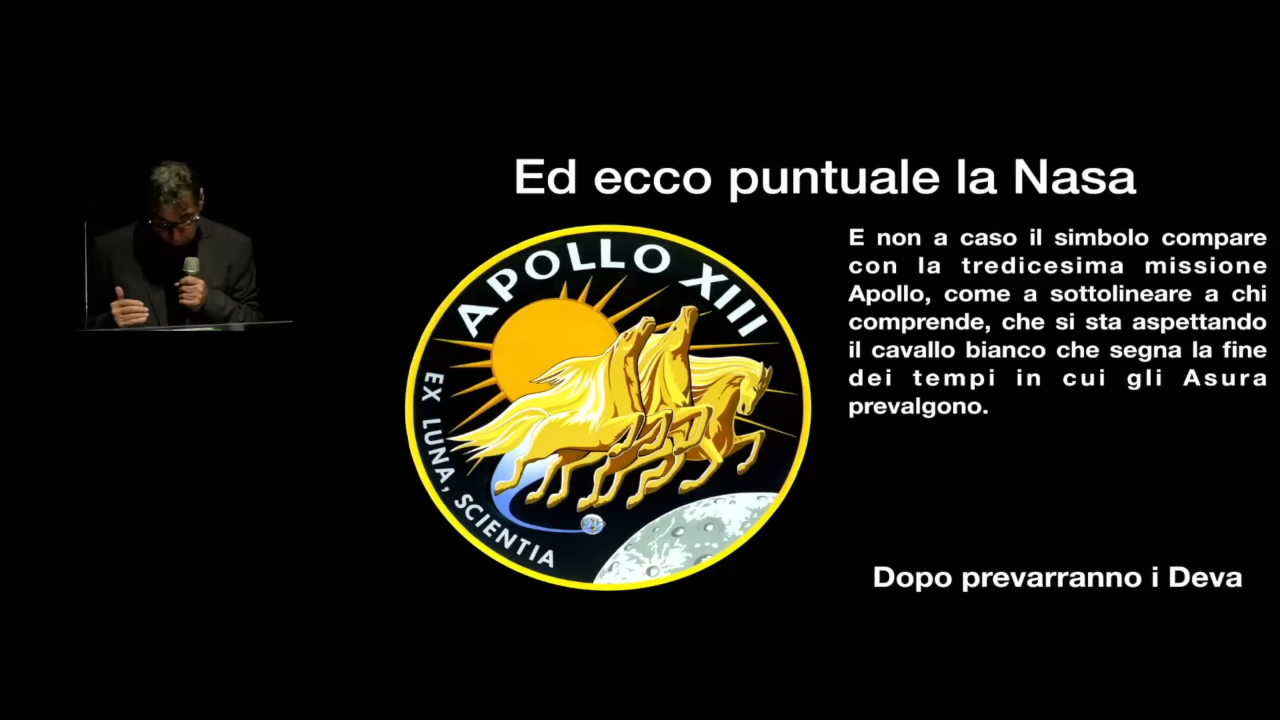 Ed ecco puntuale la Nasa
APOLLO XIII
EX LUNA, SCIENTIA
E non a caso il simbolo compare
con la tredicesima missione
Apollo, come a sottolineare a chi
comprende, che si sta aspettando
il cavallo bianco che segna la fine
dei tempi in cui gli Asura
prevalgono.
Dopo prevarranno i Deva